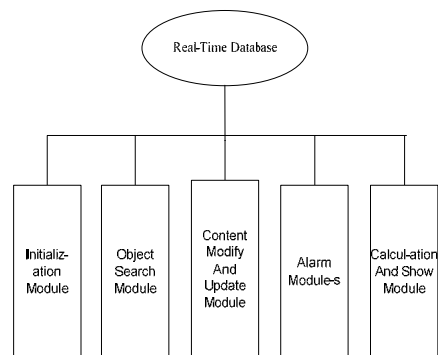 Real-Time Database
Initializ-
ation
Module
Object
Search
Module
Content
Modify
And
Update
Module
Alarm
Module-s
Calcul-ation
And Show
Module